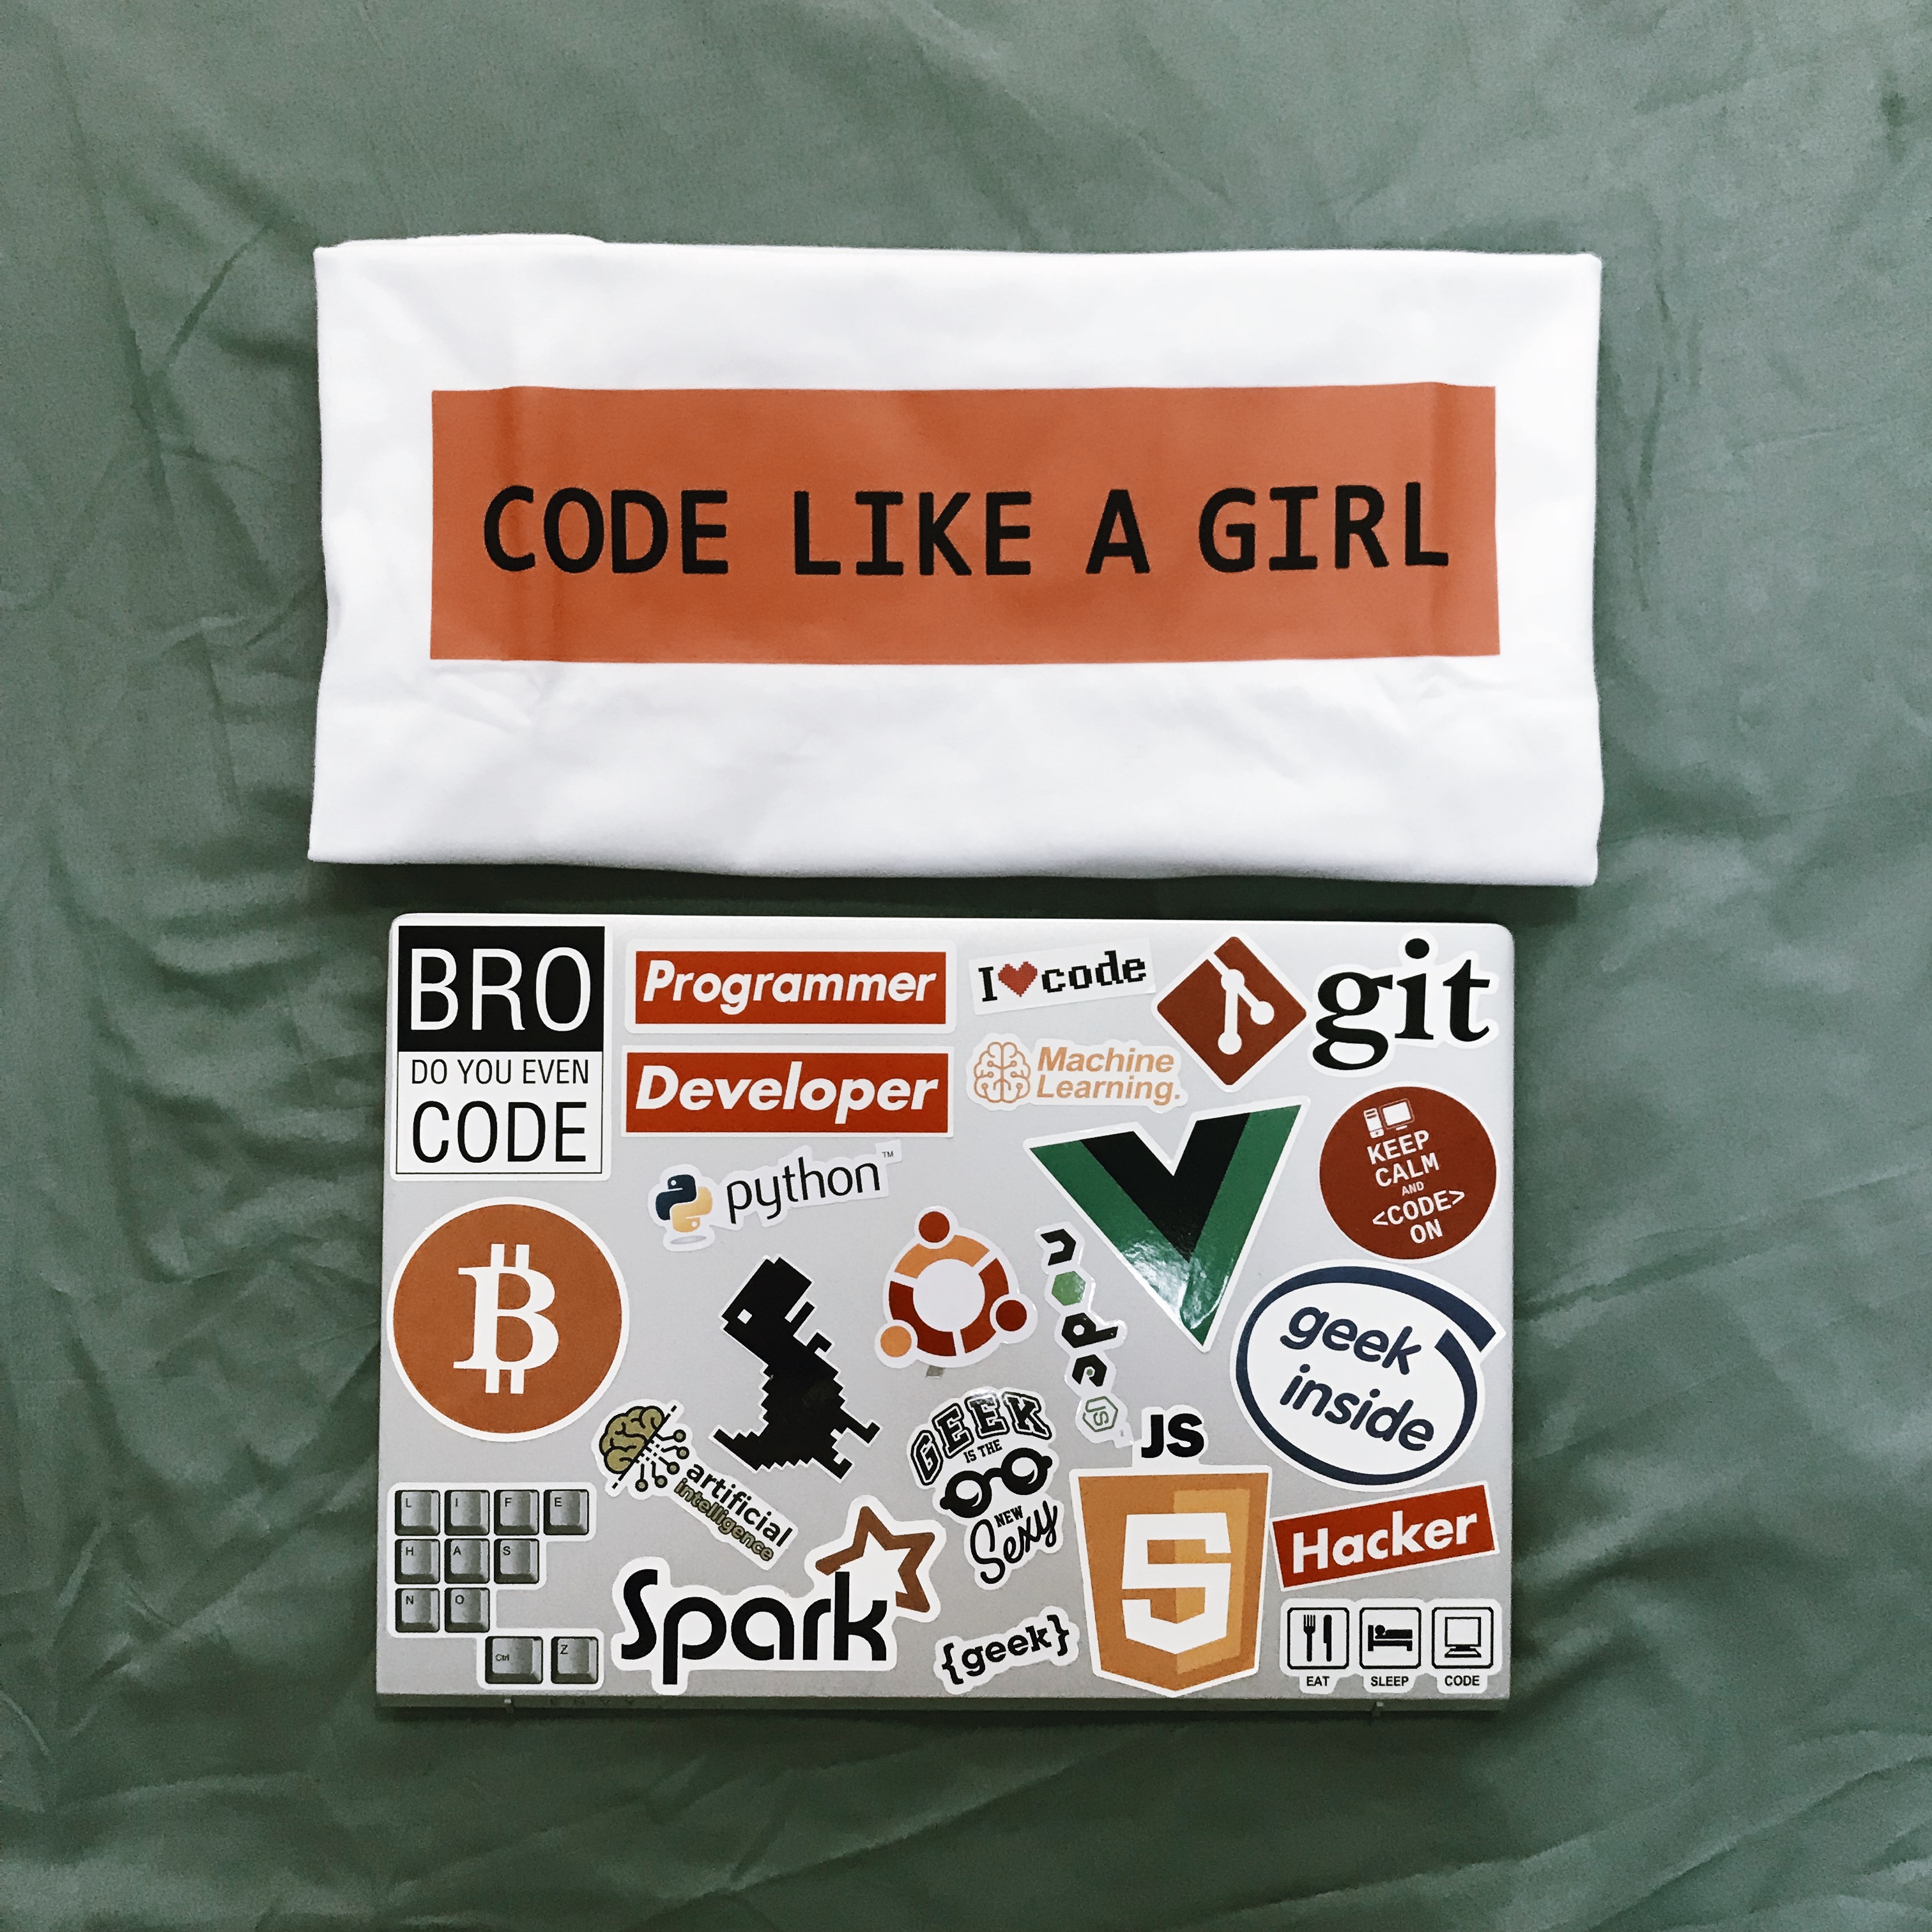 CODE LIKE A GIRL
BRO
DO YOU EVEN
CODE
Programmer
Developer
I ❤ code
Machine
Learning.
git
python™
KEEP
CALM
AND
<CODE>
ON
node
JS
geek
inside
artificial
intelligence
GEEK
IS THE
NEW
Sexy
JS
5
Hacker
L I F E
H A S
N O
Ctrl Z
Spark
{geek}
EAT SLEEP CODE